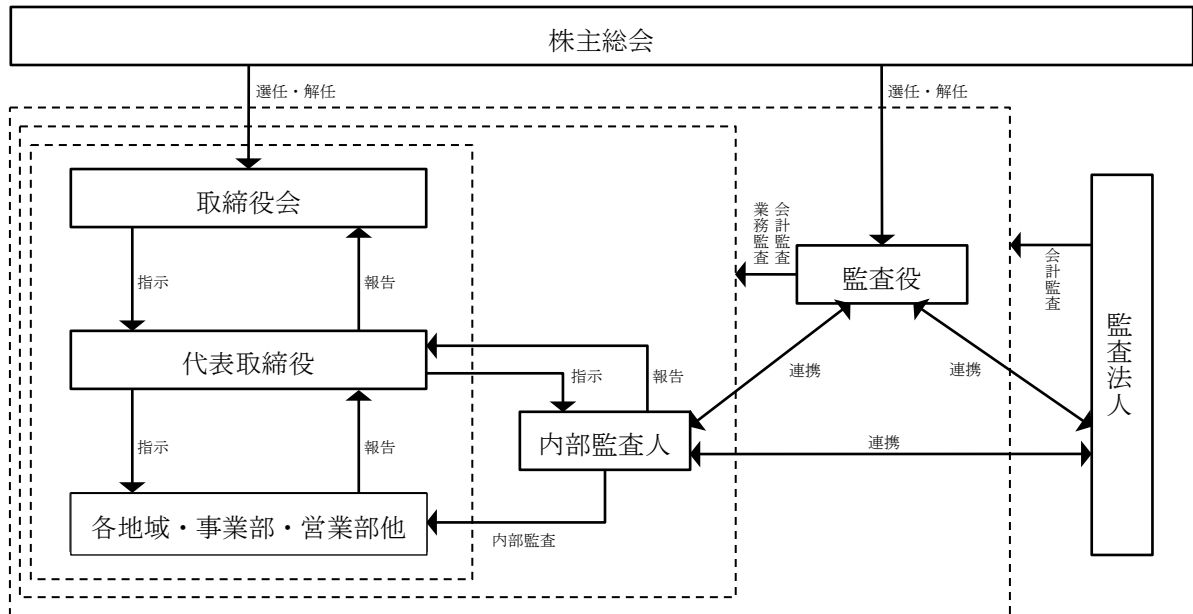 株主総会
選任・解任
選任・解任
取締役会
会計監査
業務監査
監査役
会計監査
監査法人
指示
報告
代表取締役
指示
報告
連携
連携
内部監査人
連携
指示
報告
各地域・事業部・営業部他
内部監査